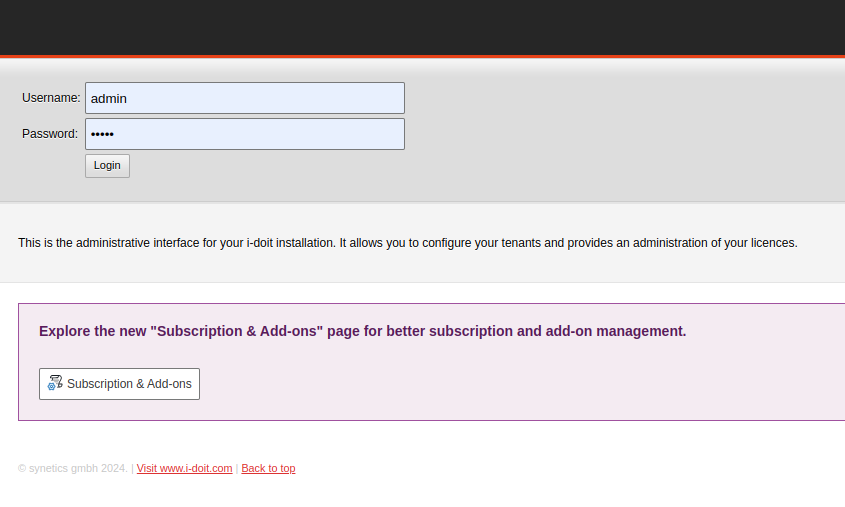 Username: admin
Password: •••••
Login
This is the administrative interface for your i-doit installation. It allows you to configure your tenants and provides an administration of your licences.
Explore the new "Subscription & Add-ons" page for better subscription and add-on management.
Subscription & Add-ons
© synetics gmbh 2024. | Visit www.i-doit.com | Back to top